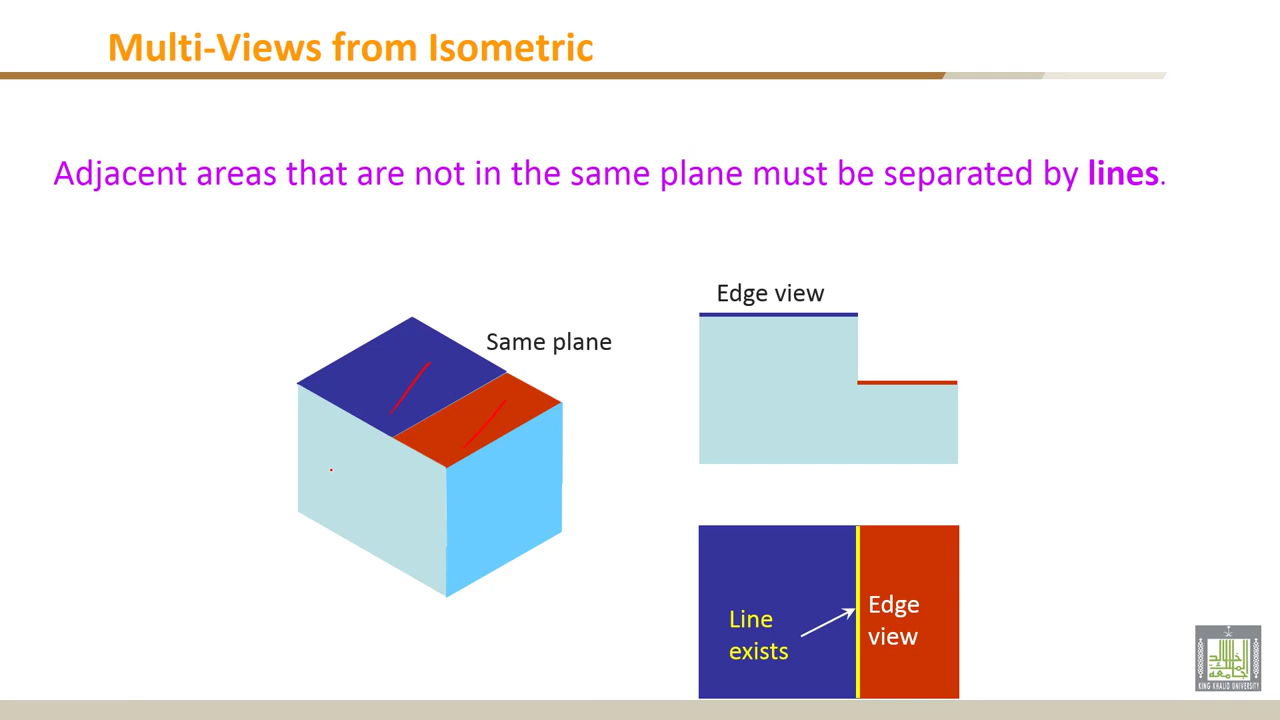 Multi-Views from Isometric
Adjacent areas that are not in the same plane must be separated by lines.
Edge view
Same plane
Line
exists
Edge
view
KING KHALID UNIVERSITY